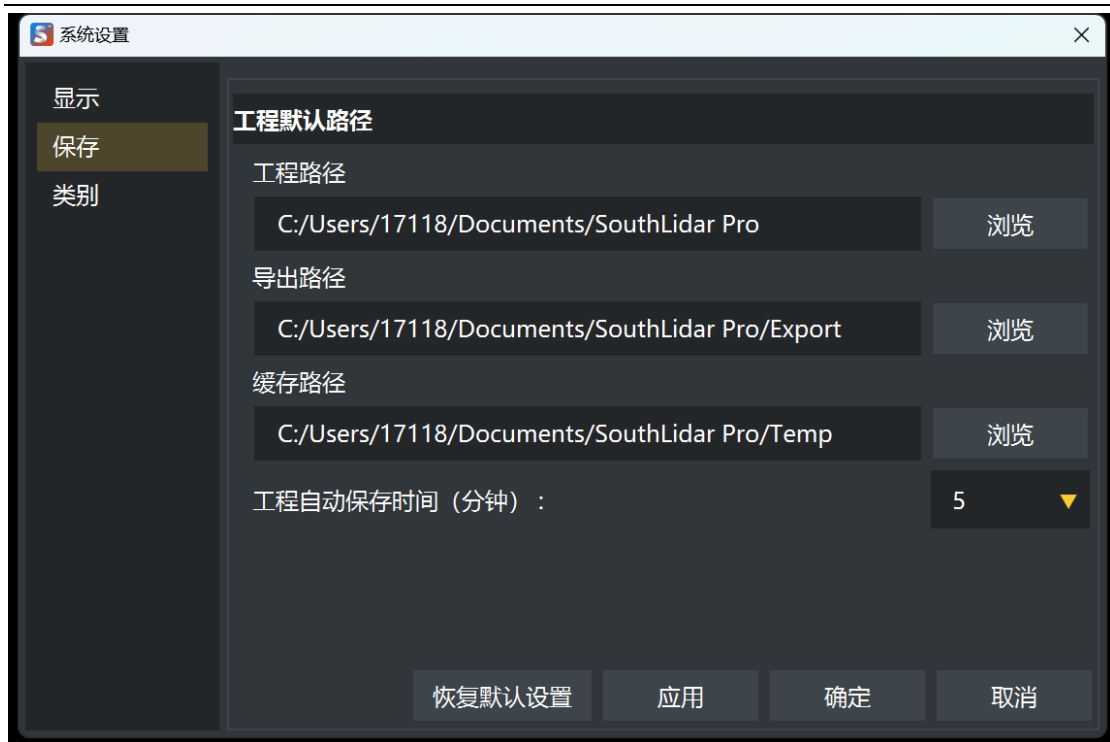 系统设置
显示
保存
类别
工程默认路径
工程路径
C:/Users/17118/Documents/SouthLidar Pro
浏览
导出路径
C:/Users/17118/Documents/SouthLidar Pro/Export
浏览
缓存路径
C:/Users/17118/Documents/SouthLidar Pro/Temp
浏览
工程自动保存时间（分钟）：
5
恢复默认设置
应用
确定
取消